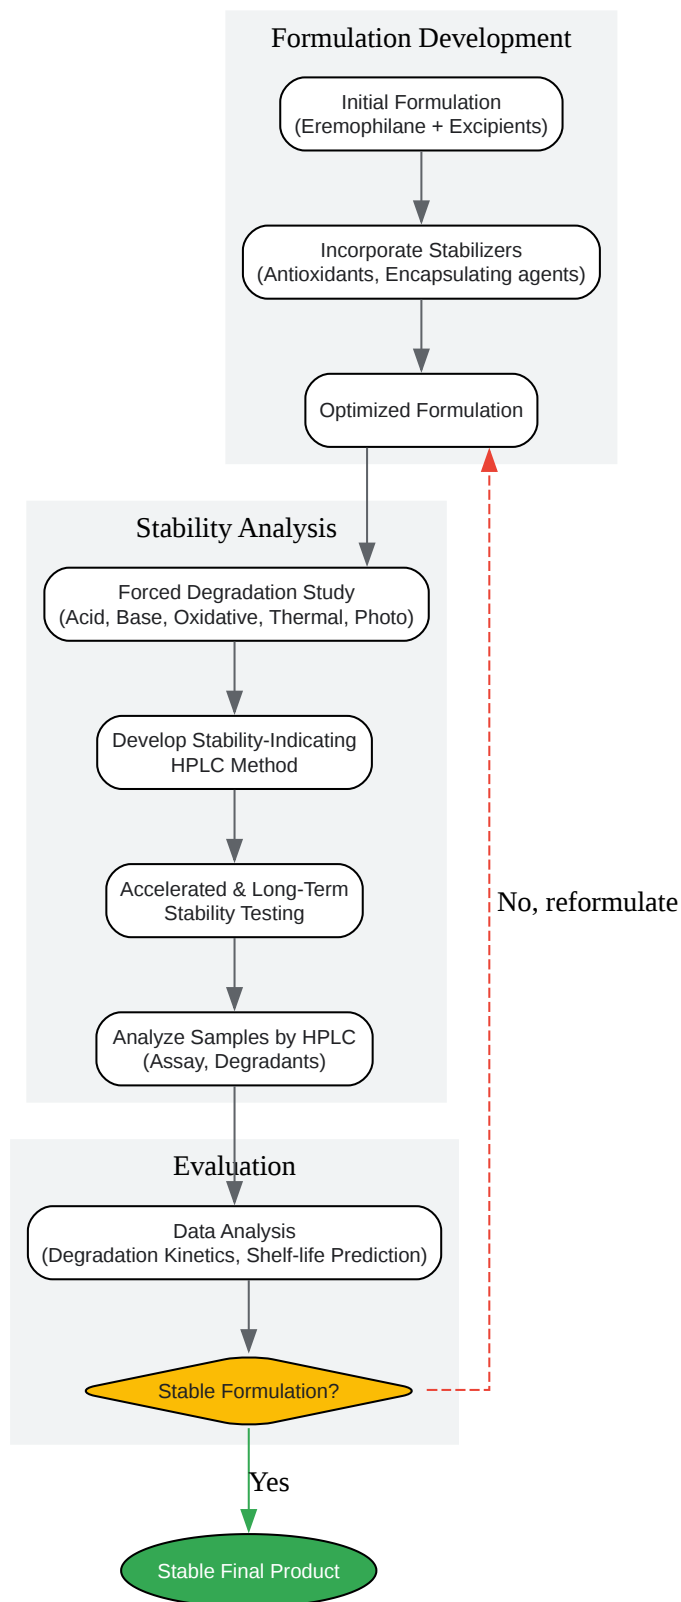 Formulation Development
Initial Formulation
(Eremophilane + Excipients)
Incorporate Stabilizers
(Antioxidants, Encapsulating agents)
Optimized Formulation
Stability Analysis
Forced Degradation Study
(Acid, Base, Oxidative, Thermal, Photo)
Develop Stability-Indicating
HPLC Method
Accelerated & Long-Term
Stability Testing
No, reformulate
Analyze Samples by HPLC
(Assay, Degradants)
Evaluation
Data Analysis
(Degradation Kinetics, Shelf-life Prediction)
Stable Formulation?
Yes
Stable Final Product